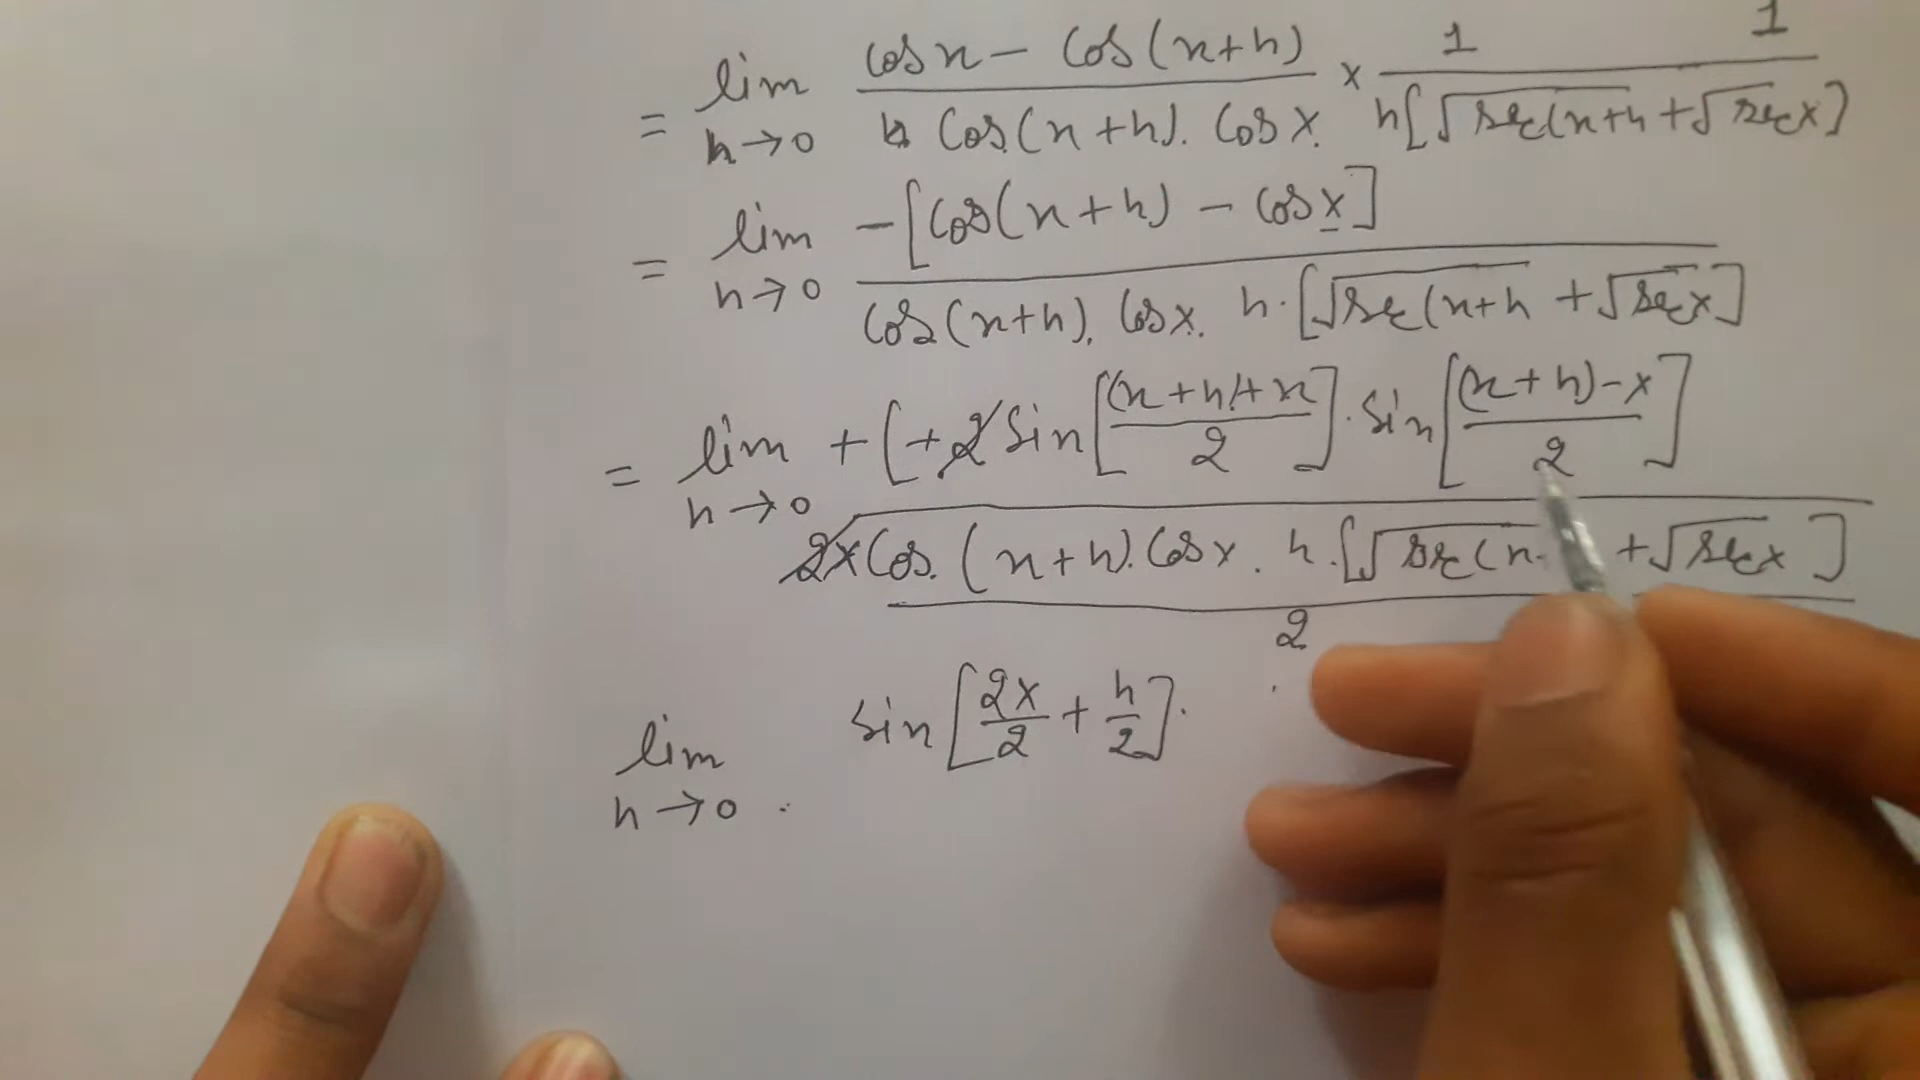 = lim h→0 (cos x − cos(x+h)) / (cos(x+h). cos x.) × 1 1 / h[√sec(x+h + √sec x]
= lim h→0 −[cos(x+h) − cos x] / cos(x+h). cos x. h.[√sec(x+h + √sec x]
= lim h→0 +[+2 sin[((x+h)+x)/2]. sin[((x+h)−x)/2] / 2×cos.(x+h). cos x. h.[√sec(x+ + √sec x] / 2
lim h→0 sin[2x/2 + h/2].